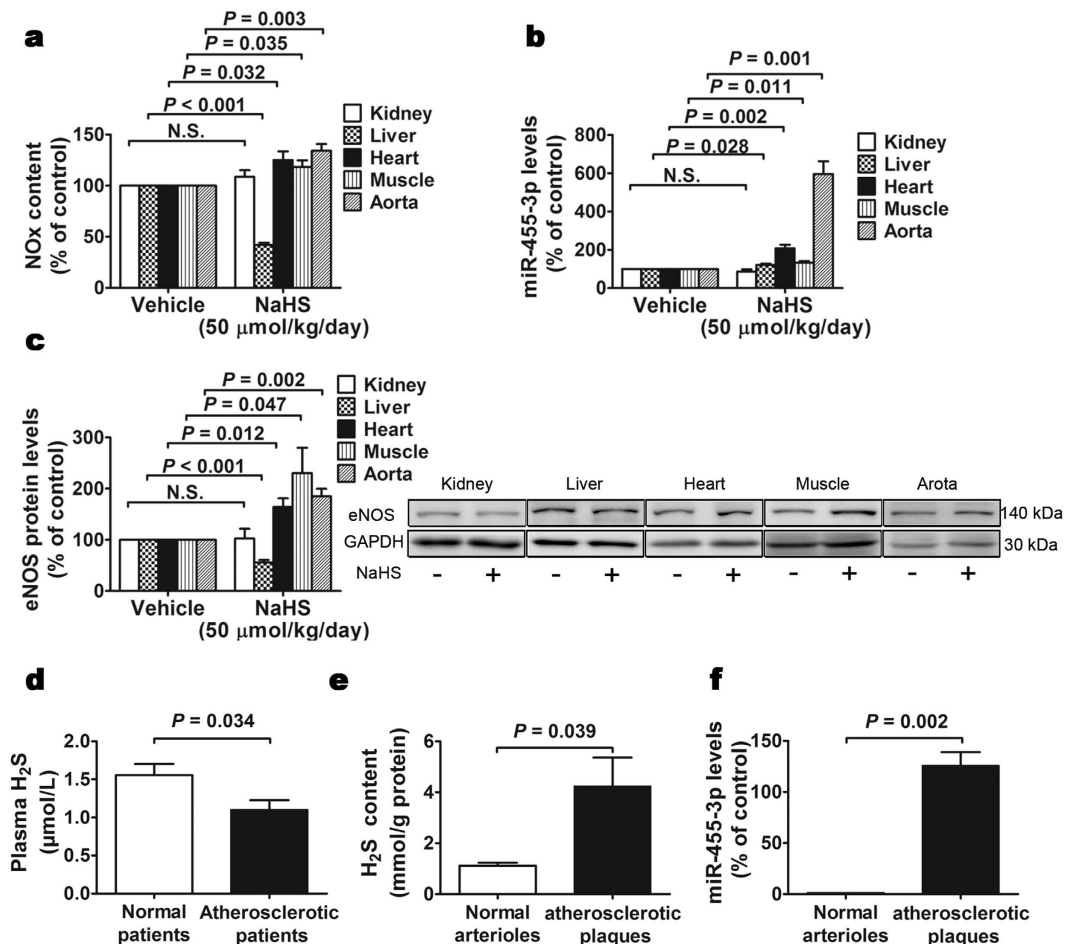 a
P = 0.003
P = 0.035
P = 0.032
P < 0.001
N.S.
NOx content
(% of control)
150
100
50
0
Vehicle
NaHS
(50 μmol/kg/day)
Kidney
Liver
Heart
Muscle
Aorta
b
P = 0.001
P = 0.011
P = 0.002
P = 0.028
N.S.
miR-455-3p levels
(% of control)
800
600
400
200
0
Vehicle
NaHS
(50 μmol/kg/day)
Kidney
Liver
Heart
Muscle
Aorta
c
P = 0.002
P = 0.047
P = 0.012
P < 0.001
N.S.
eNOS protein levels
(% of control)
300
200
100
0
Vehicle
NaHS
(50 μmol/kg/day)
Kidney
Liver
Heart
Muscle
Aorta
Kidney Liver Heart Muscle Arota
eNOS 140 kDa
GAPDH 30 kDa
NaHS - + - + - + - + - +
d
P = 0.034
Plasma H₂S
(μmol/L)
2.0
1.5
1.0
0.5
0.0
Normal
patients
Atherosclerotic
patients
e
P = 0.039
H₂S content
(mmol/g protein)
6
4
2
0
Normal
arterioles
atherosclerotic
plaques
f
P = 0.002
miR-455-3p levels
(% of control)
150
100
50
0
Normal
arterioles
atherosclerotic
plaques